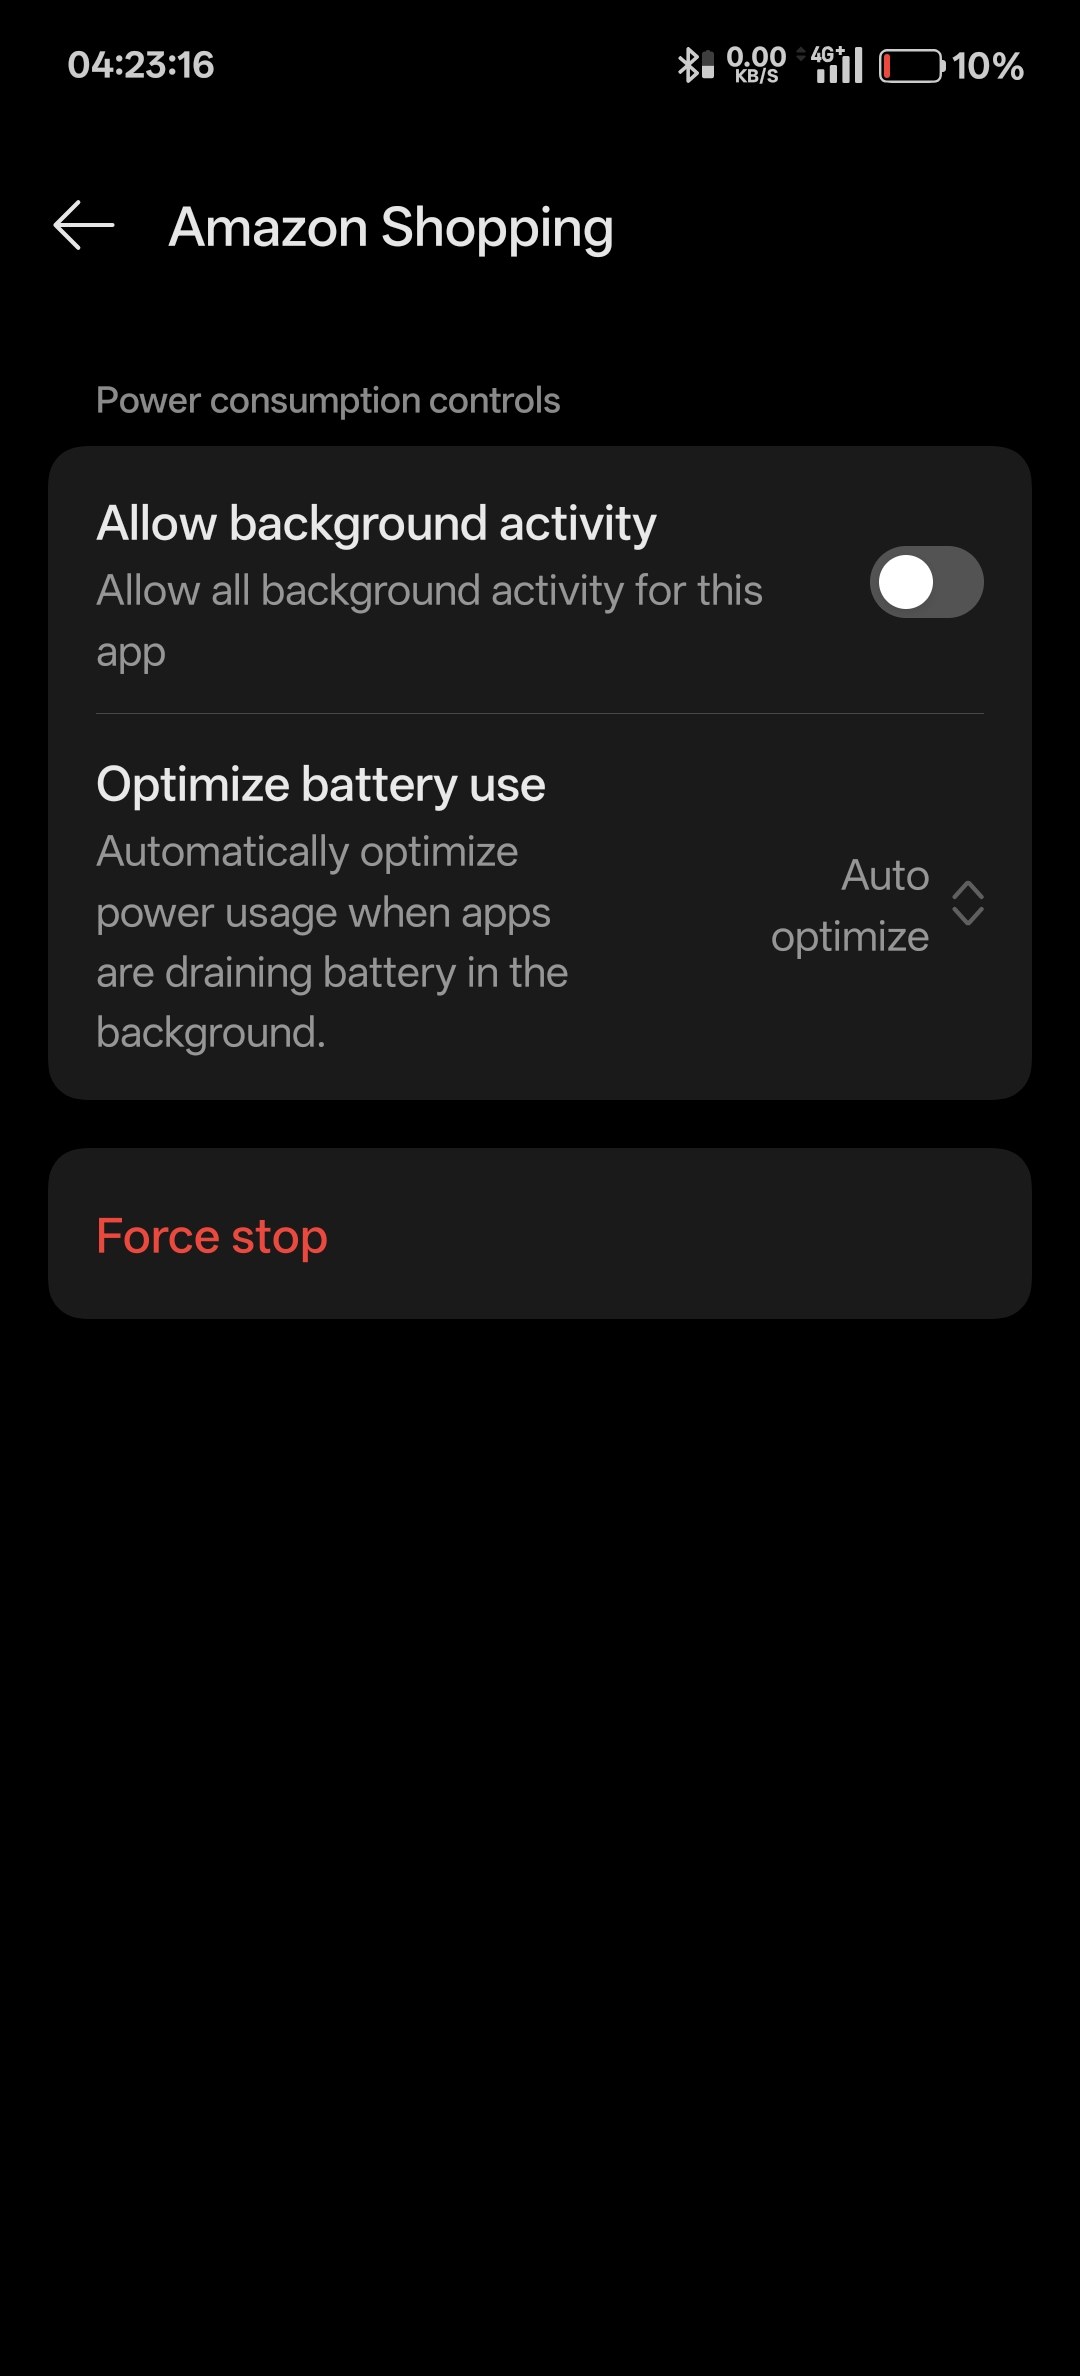 04:23:16
0.00
KB/S
4G+
10%
Amazon Shopping
Power consumption controls
Allow background activity
Allow all background activity for this
app
Optimize battery use
Automatically optimize
power usage when apps
are draining battery in the
background.
Auto
optimize
Force stop